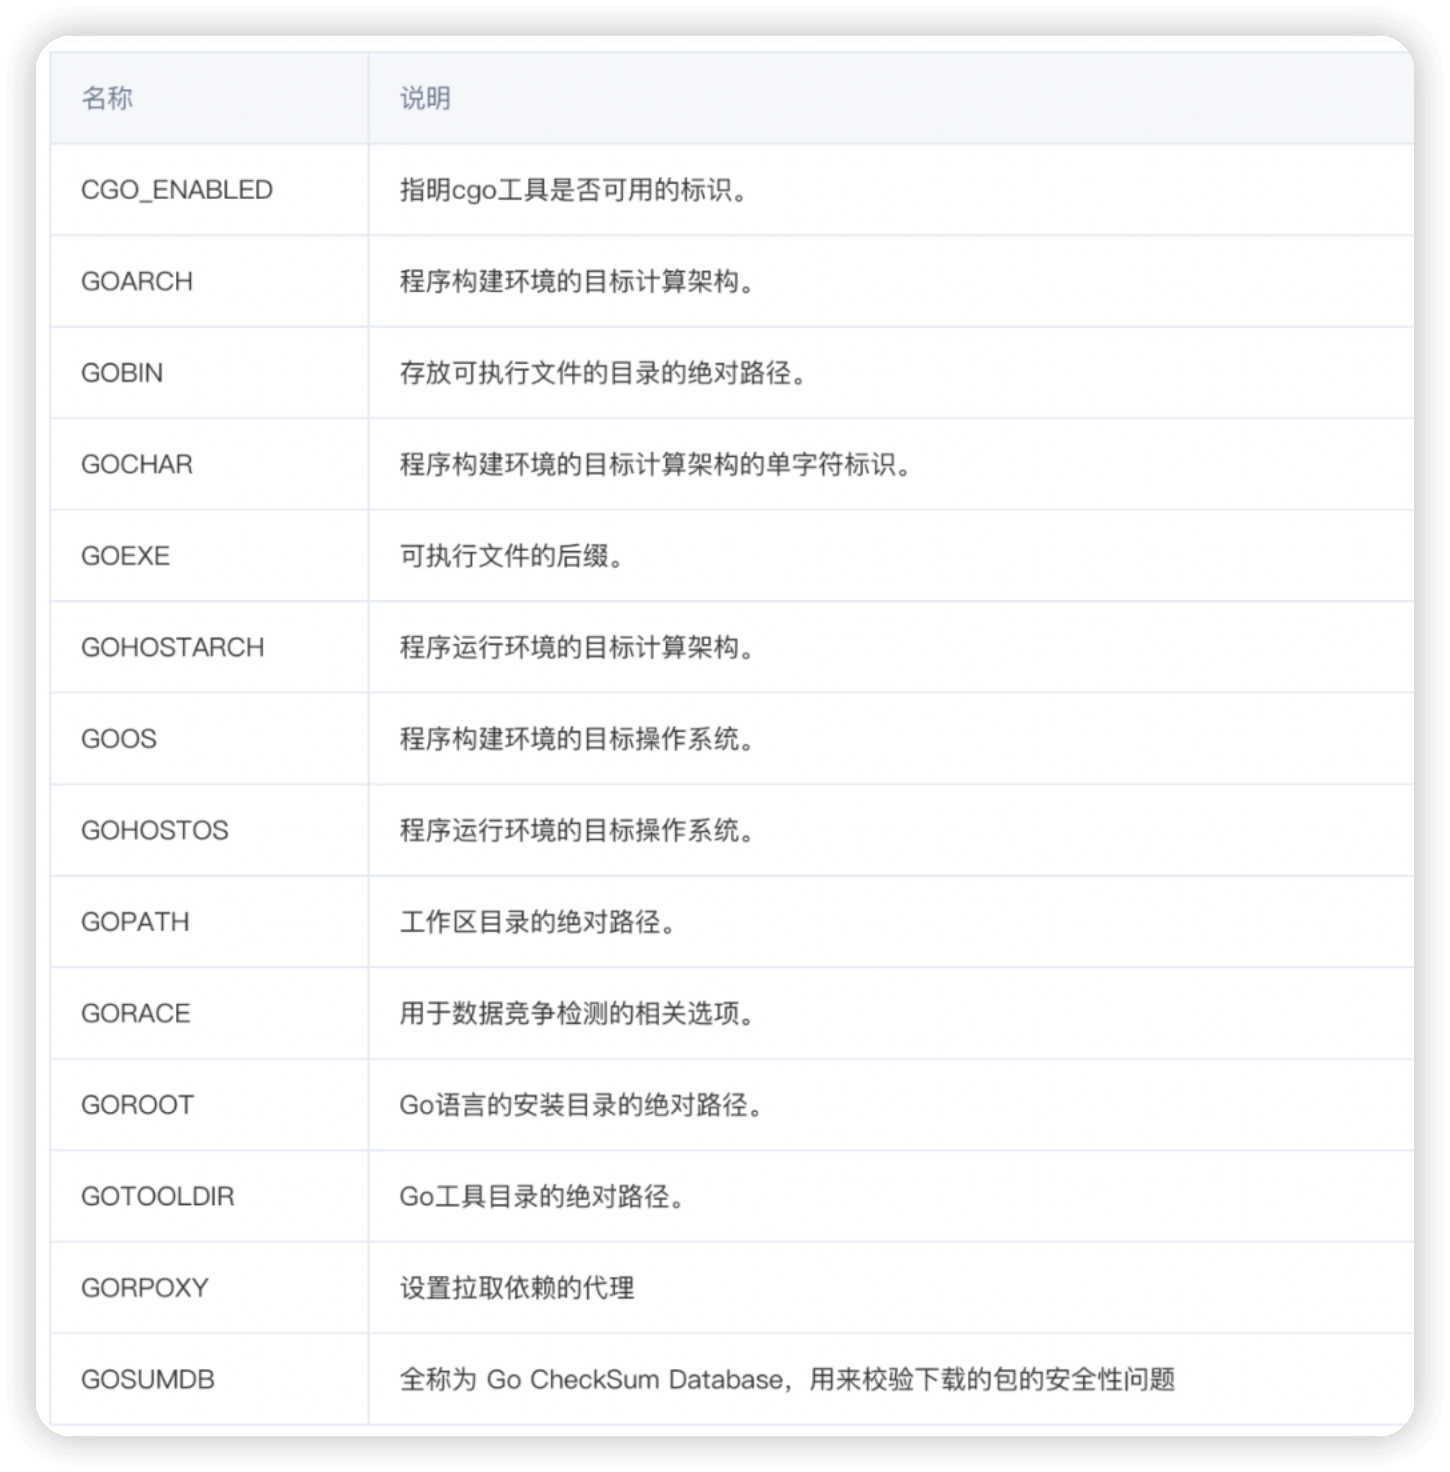 名称 说明
CGO_ENABLED 指明cgo工具是否可用的标识。
GOARCH 程序构建环境的目标计算架构。
GOBIN 存放可执行文件的目录的绝对路径。
GOCHAR 程序构建环境的目标计算架构的单字符标识。
GOEXE 可执行文件的后缀。
GOHOSTARCH 程序运行环境的目标计算架构。
GOOS 程序构建环境的目标操作系统。
GOHOSTOS 程序运行环境的目标操作系统。
GOPATH 工作区目录的绝对路径。
GORACE 用于数据竞争检测的相关选项。
GOROOT Go语言的安装目录的绝对路径。
GOTOOLDIR Go工具目录的绝对路径。
GORPOXY 设置拉取依赖的代理
GOSUMDB 全称为 Go CheckSum Database，用来校验下载的包的安全性问题